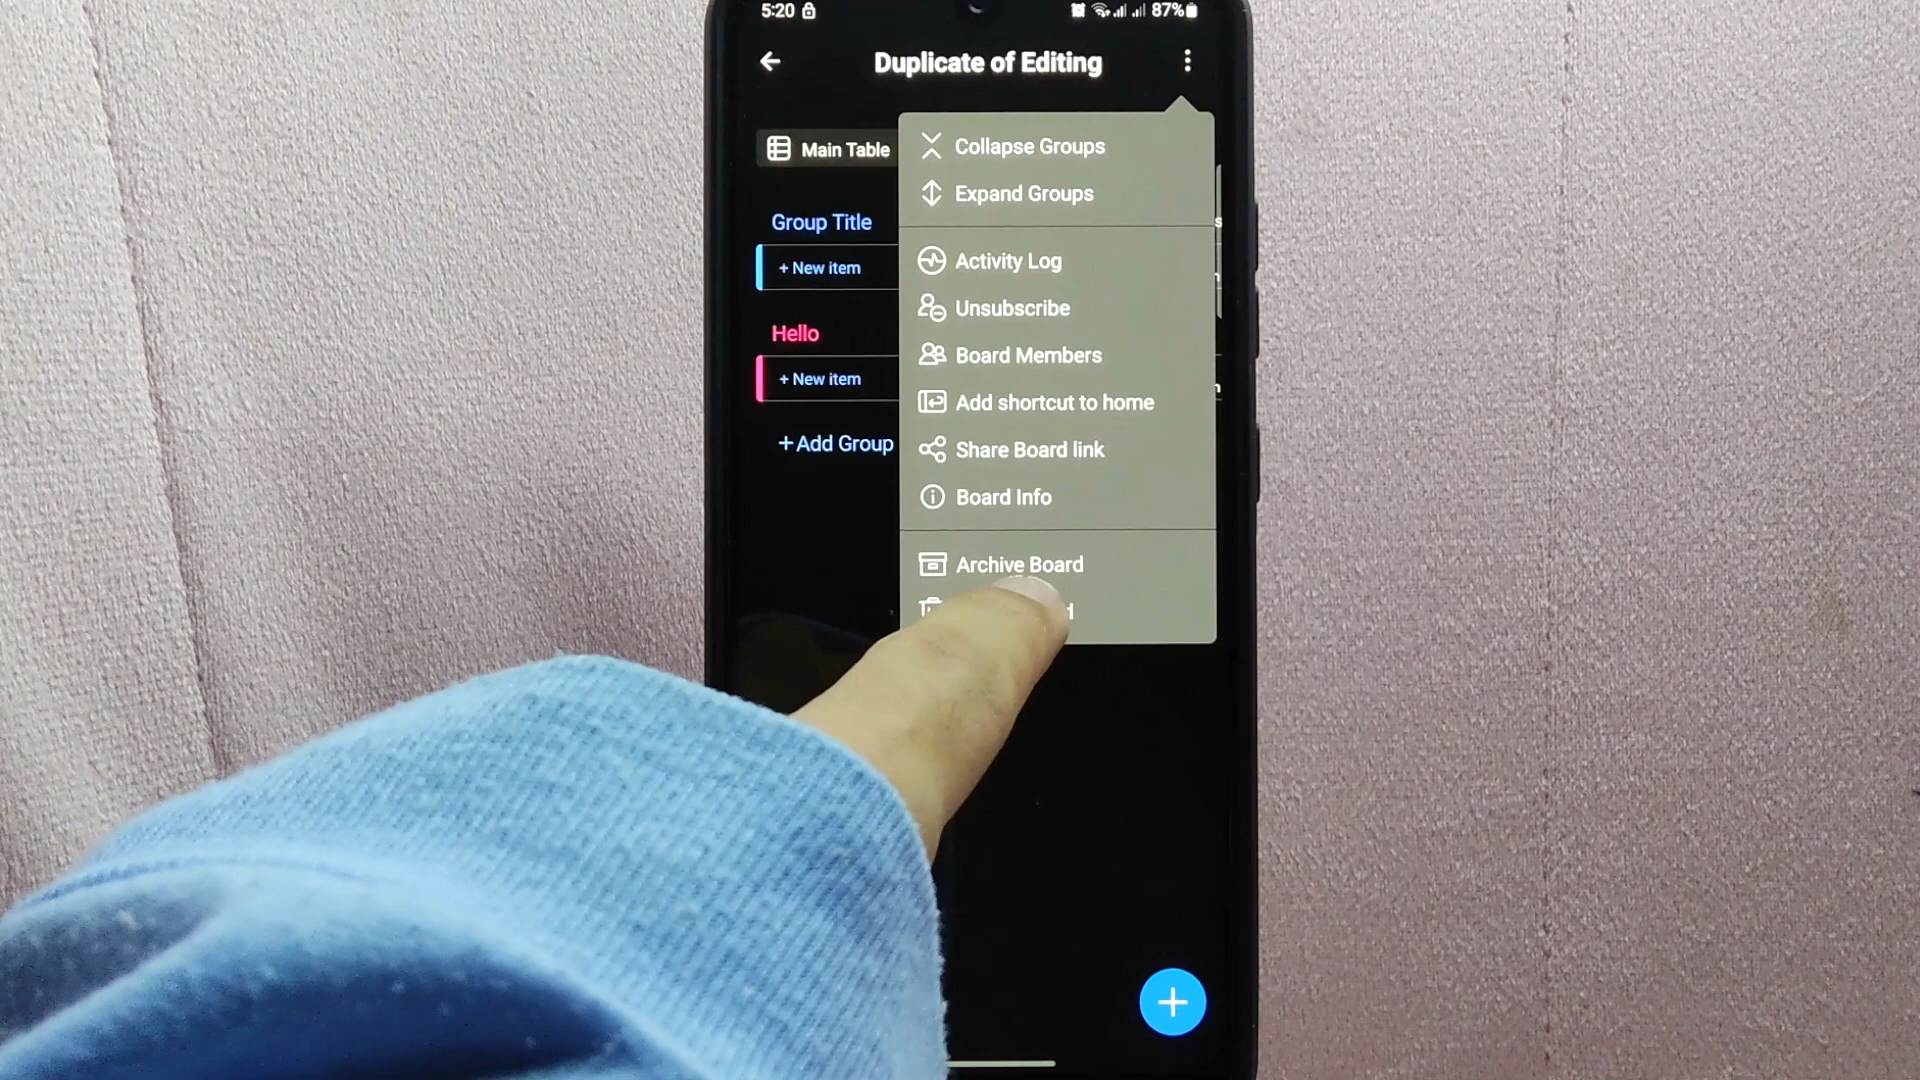 5:20
87%
Duplicate of Editing
Main Table
Collapse Groups
Expand Groups
Group Title
+ New item
Activity Log
Unsubscribe
Hello
Board Members
+ New item
Add shortcut to home
+ Add Group
Share Board link
Board Info
Archive Board